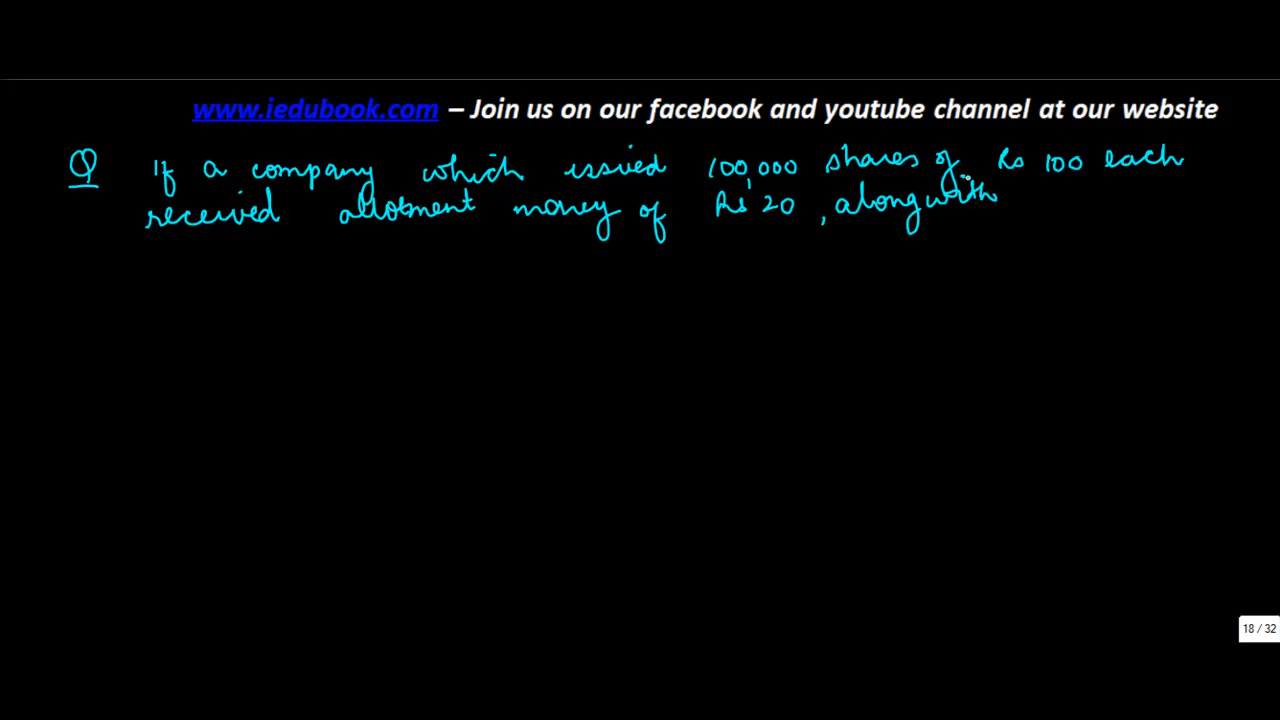 www.iedubook.com – Join us on our facebook and youtube channel at our website
Q If a company which issued 100,000 shares of Rs 100 each
received allotment money of Rs 20, alongwith
18 / 32